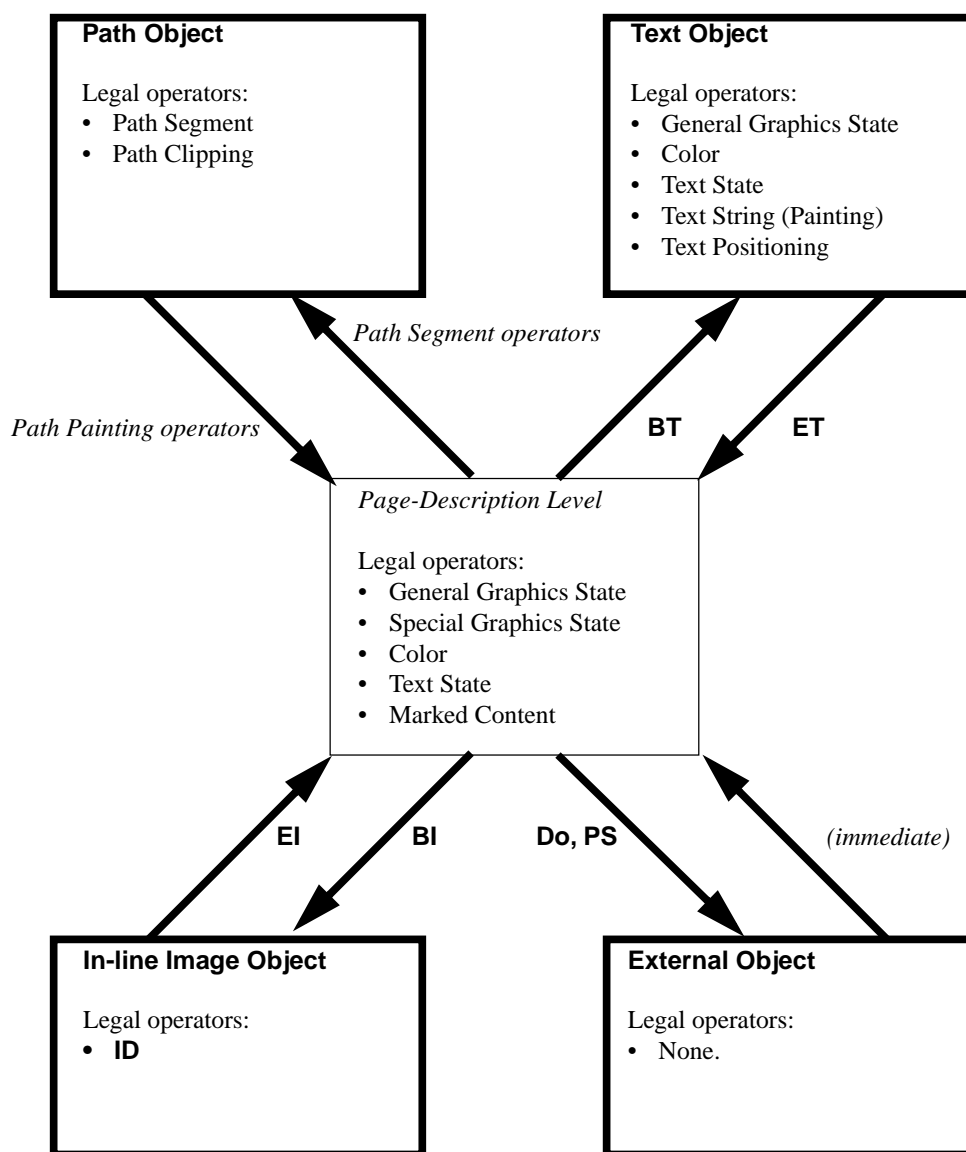 Path Object
Legal operators:
• Path Segment
• Path Clipping
Text Object
Legal operators:
• General Graphics State
• Color
• Text State
• Text String (Painting)
• Text Positioning
Path Segment operators
Path Painting operators
BT
ET
Page-Description Level
Legal operators:
• General Graphics State
• Special Graphics State
• Color
• Text State
• Marked Content
EI
BI
Do, PS
(immediate)
In-line Image Object
Legal operators:
• ID
External Object
Legal operators:
• None.